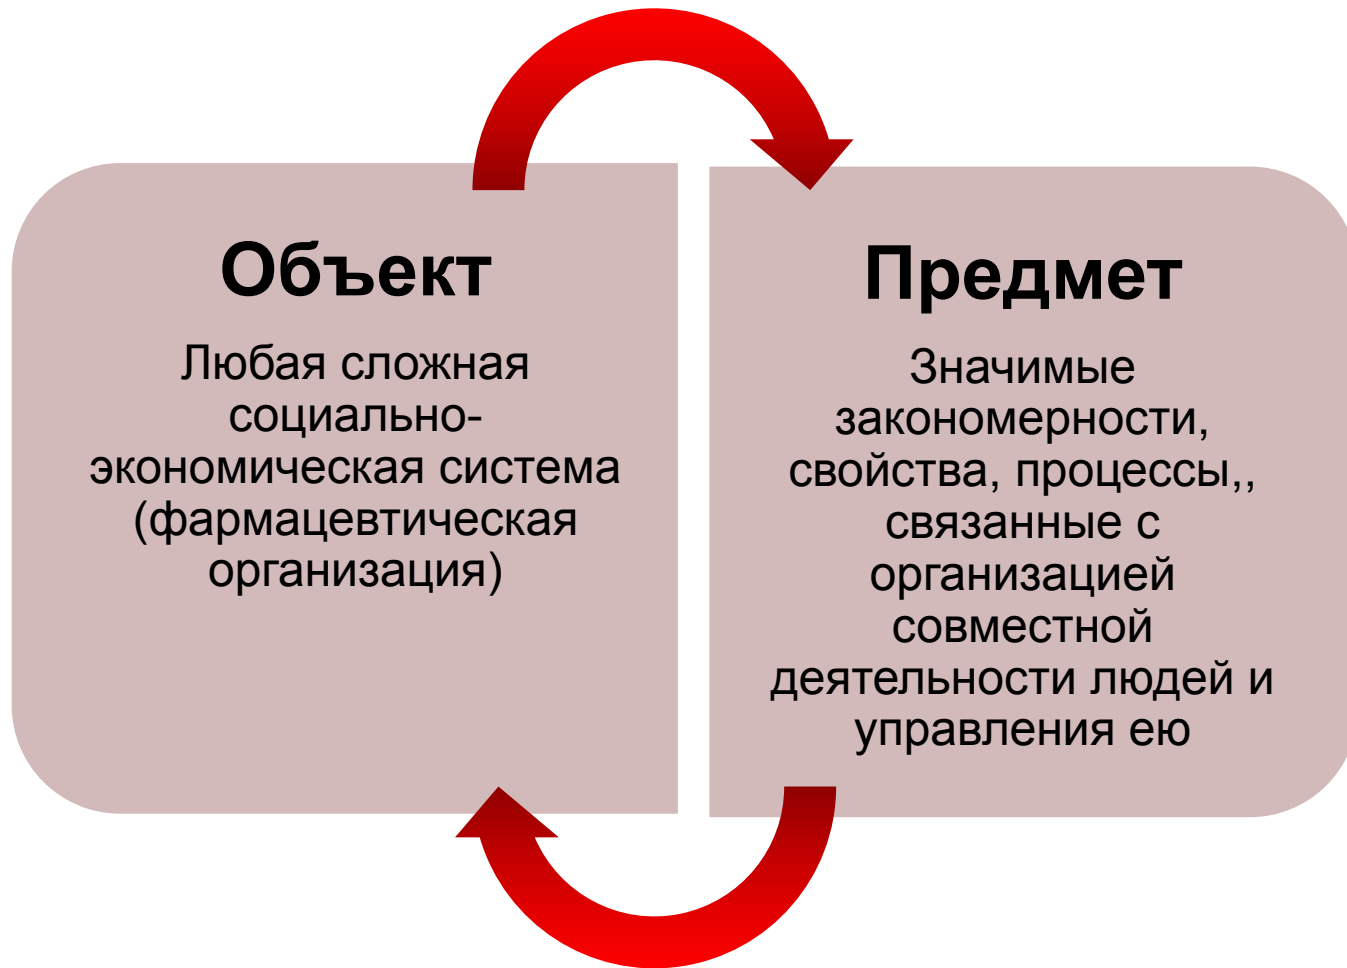 Объект
Любая сложная
социально-
экономическая система
(фармацевтическая
организация)
Предмет
Значимые
закономерности,
свойства, процессы,,
связанные с
организацией
совместной
деятельности людей и
управления ею